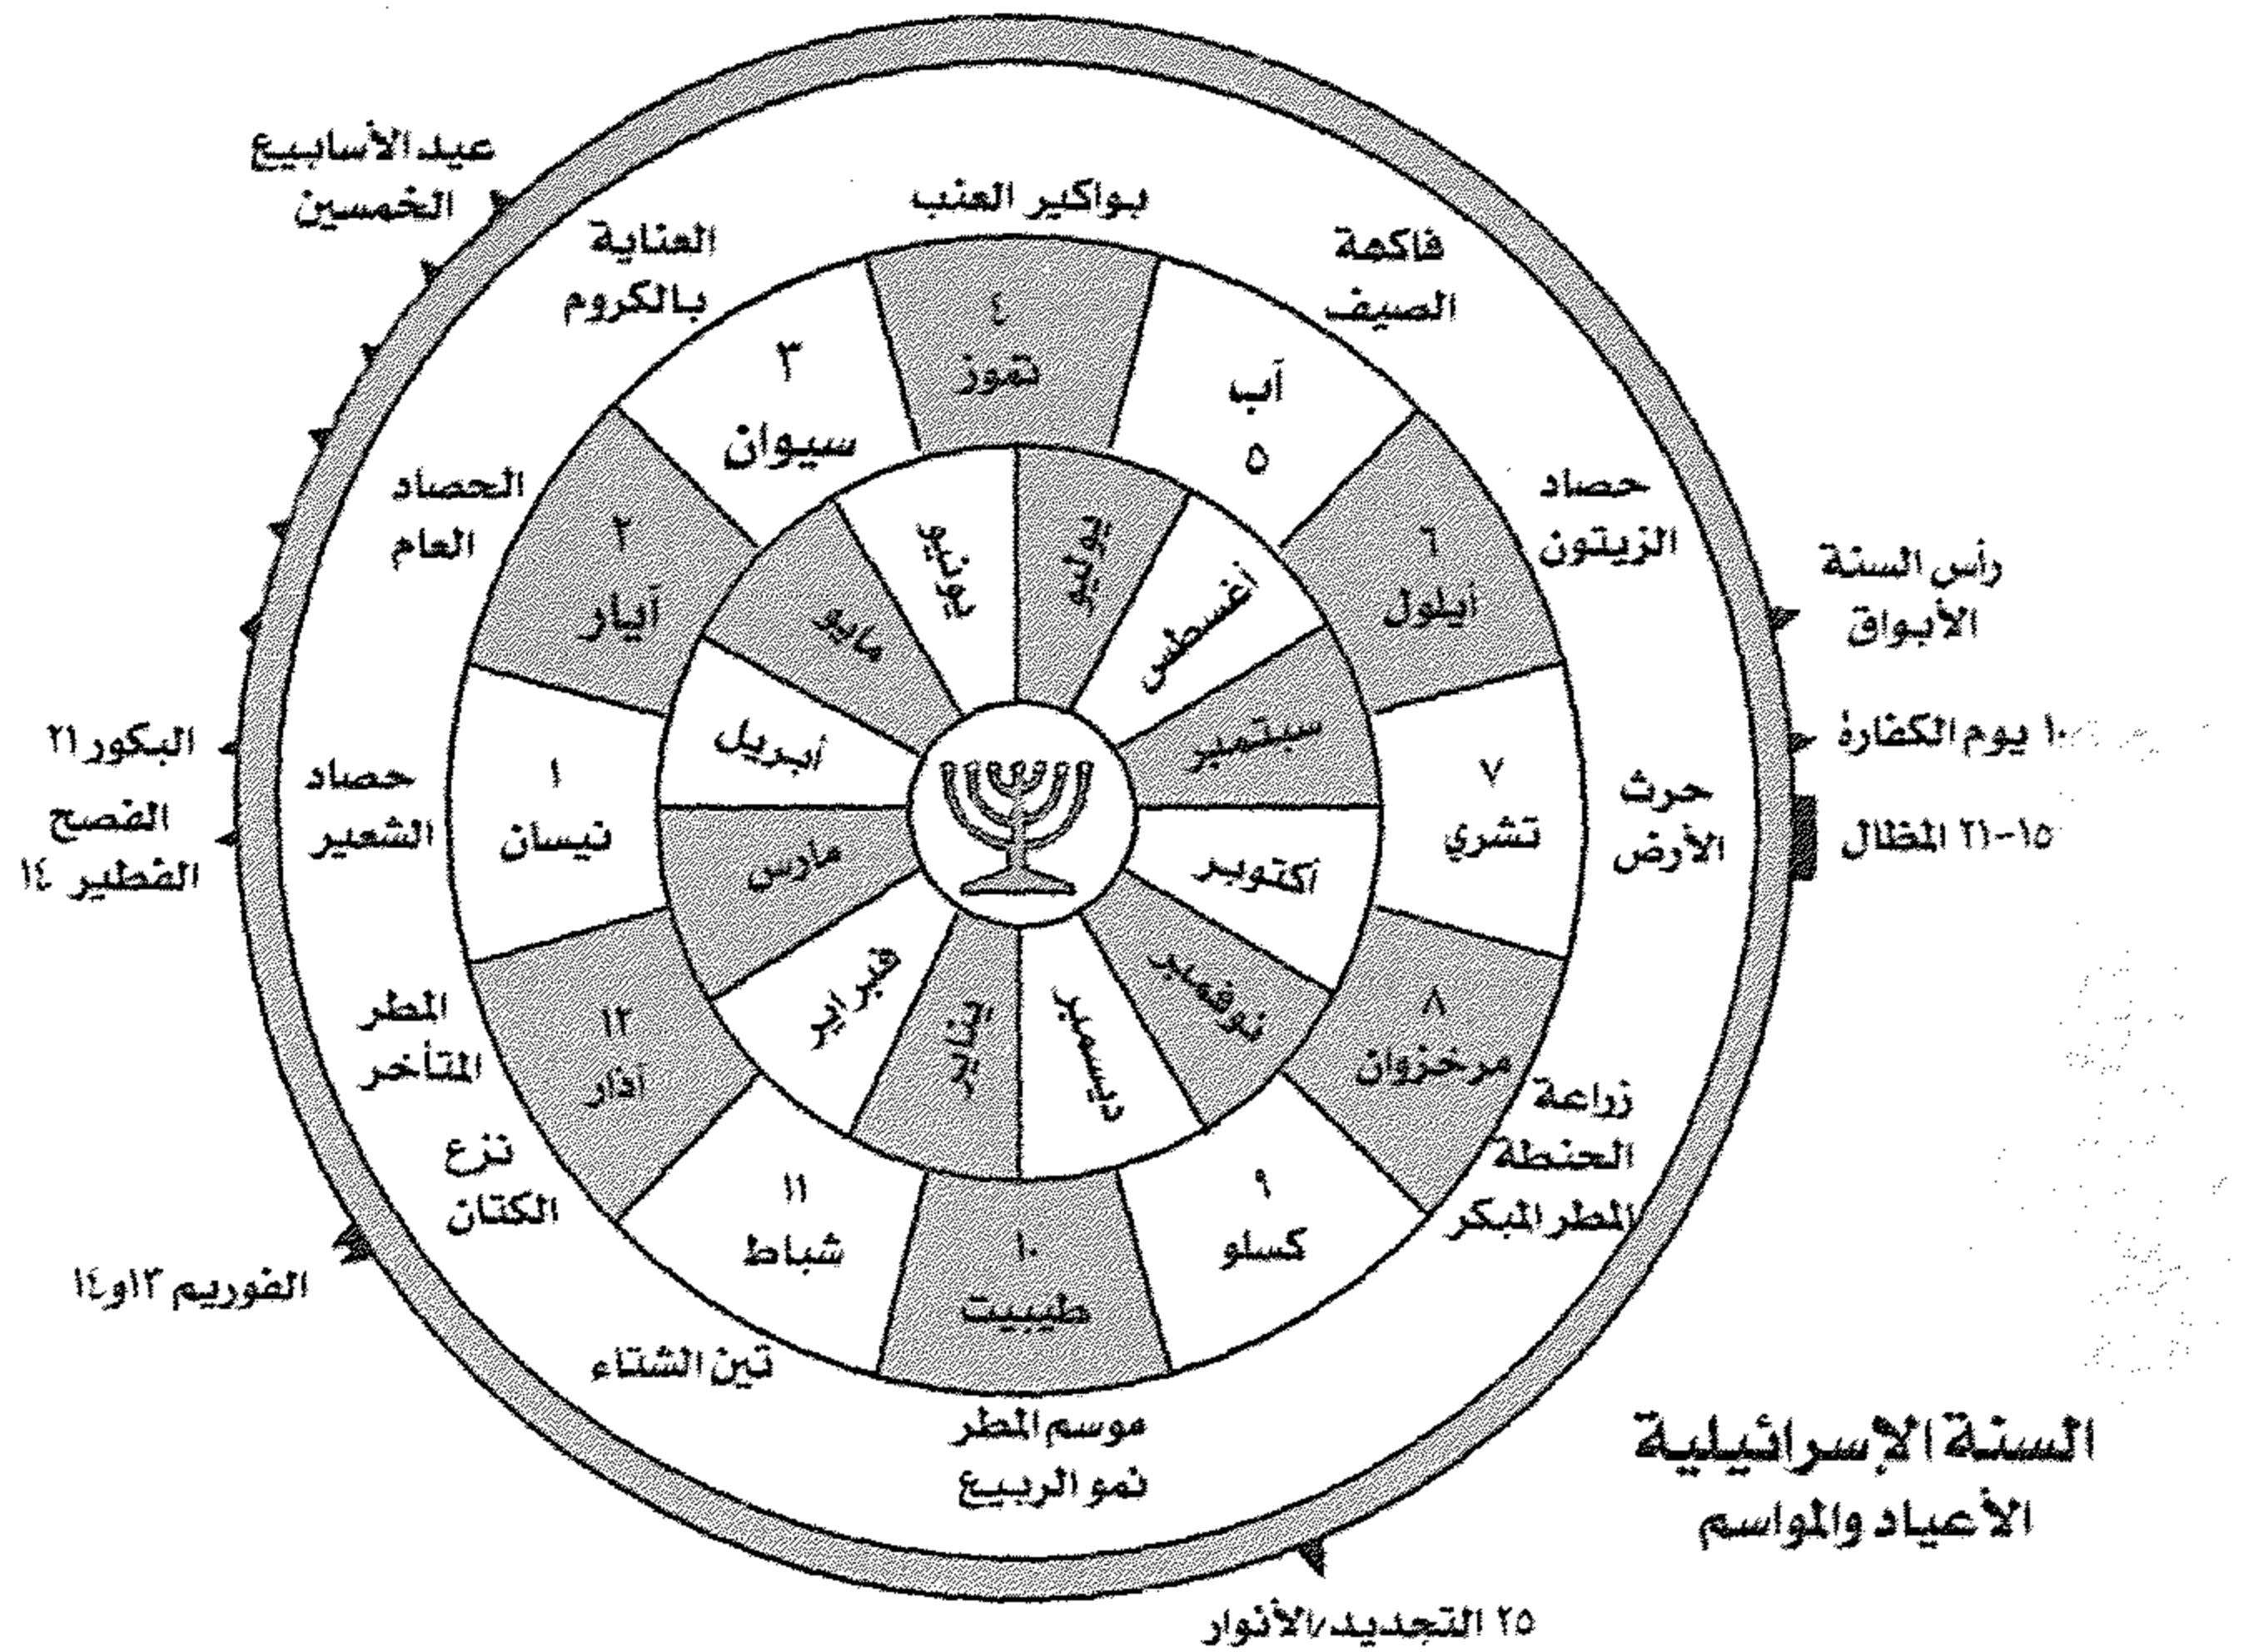 عيد الأسابيع
الخمسين
بواكير العنب
العناية
بالكروم
فاكهة
الصيف
٤
تموز
٣
سيوان
آب
٥
الحصاد
العام
حصاد
الزيتون
٢
آيار
٦
أيلول
يونيو
يوليو
مايو
أغسطس
رأس السنة
الأبواق
أبريل
سبتمبر
البكور ٢١
الفصح
الفطير ١٤
حصاد
الشعير
١
نيسان
٧
تشري
حرث
الأرض
١٠ يوم الكفارة
١٥-٢١ المظال
مارس
أكتوبر
فبراير
نوفمبر
يناير
ديسمبر
المطر
المتأخر
١٢
أذار
٨
مرخزوان
زراعة
الحنطة
المطر المبكر
نزع
الكتان
١١
شباط
١٠
طيبيت
٩
كسلو
الفوريم ١٣و١٤
تين الشتاء
موسم المطر
نمو الربيع
السنة الإسرائيلية
الأعياد والمواسم
٢٥ التجديد/الأنوار